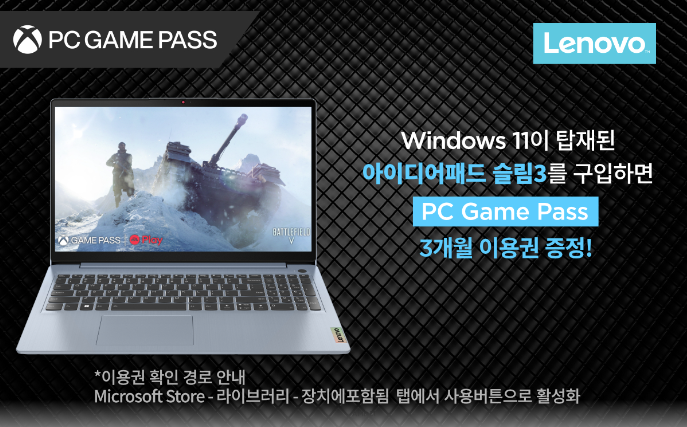 PC GAME PASS
Lenovo
Windows 11이 탑재된
아이디어패드 슬림3를 구입하면
PC Game Pass
3개월 이용권 증정!
GAME PASS
Play
BATTLEFIELD
V
Lenovo
*이용권 확인 경로 안내
Microsoft Store - 라이브러리 - 장치에포함됨 탭에서 사용버튼으로 활성화